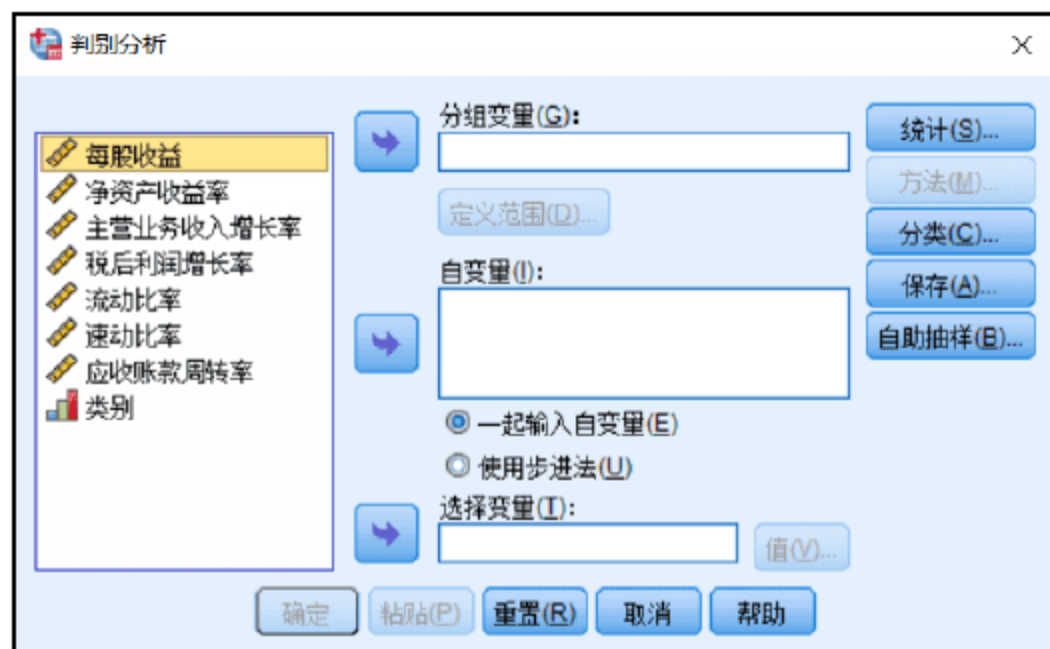 判别分析
每股收益
净资产收益率
主营业务收入增长率
税后利润增长率
流动比率
速动比率
应收账款周转率
类别
分组变量(G):
定义范围(D)...
自变量(I):
一起输入自变量(E)
使用步进法(U)
选择变量(T):
值(V)...
统计(S)...
方法(M)...
分类(C)...
保存(A)...
自助抽样(B)...
确定
粘贴(P)
重置(R)
取消
帮助